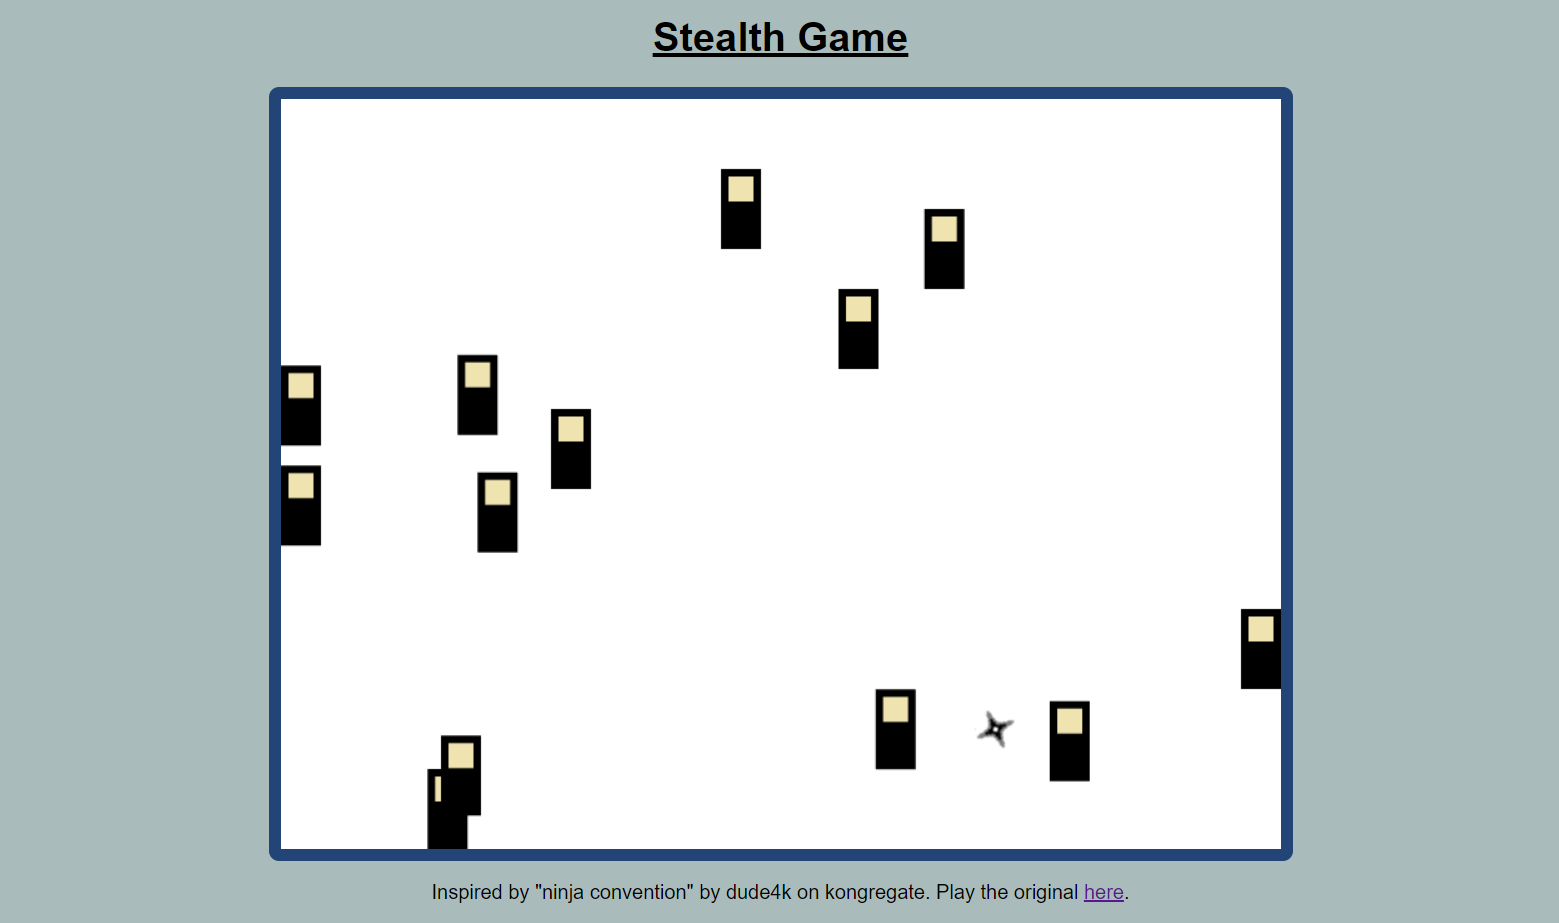 Stealth Game
Inspired by "ninja convention" by dude4k on kongregate. Play the original here.